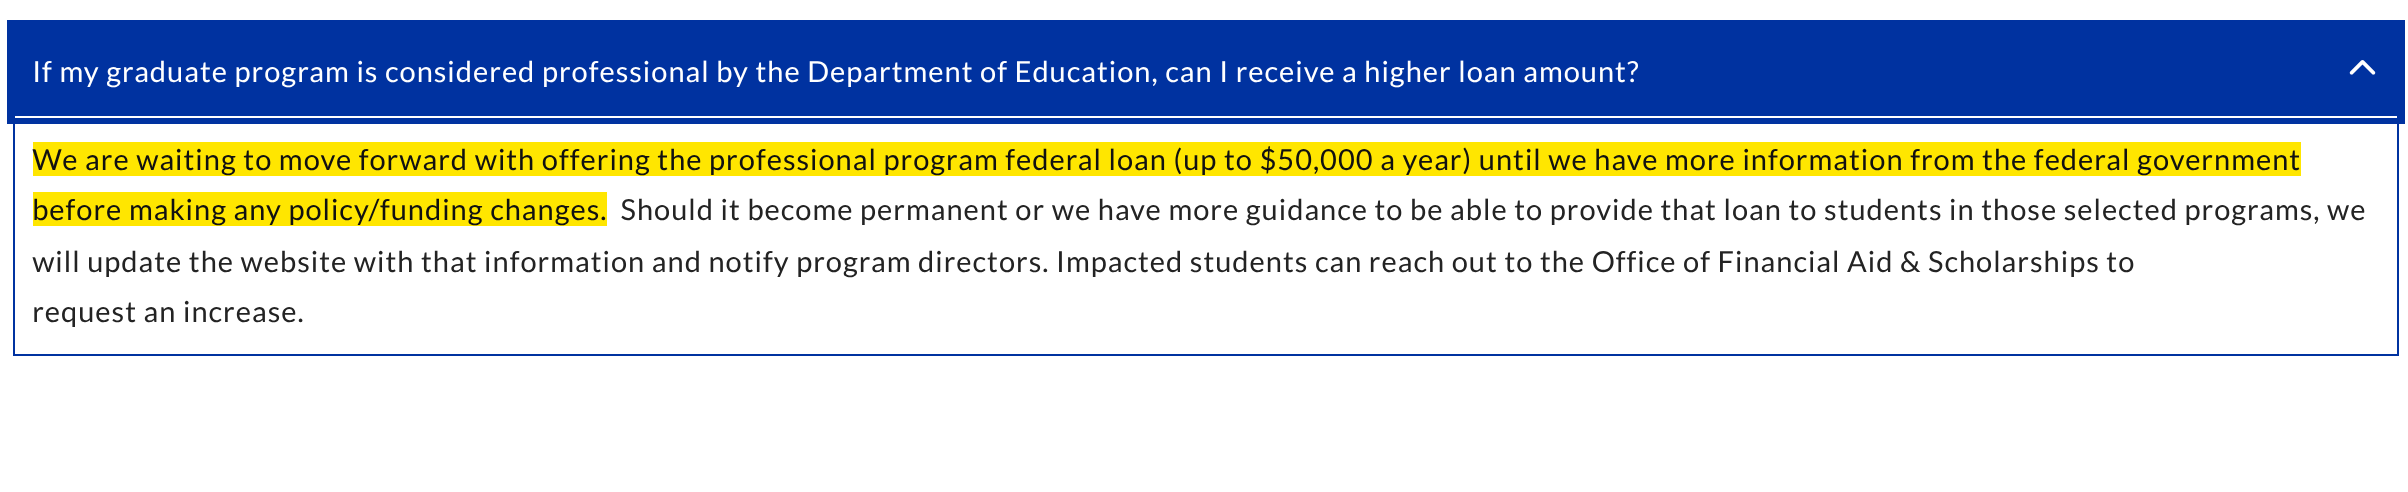 If my graduate program is considered professional by the Department of Education, can I receive a higher loan amount?
We are waiting to move forward with offering the professional program federal loan (up to $50,000 a year) until we have more information from the federal government
before making any policy/funding changes.  Should it become permanent or we have more guidance to be able to provide that loan to students in those selected programs, we
will update the website with that information and notify program directors. Impacted students can reach out to the Office of Financial Aid & Scholarships to
request an increase.